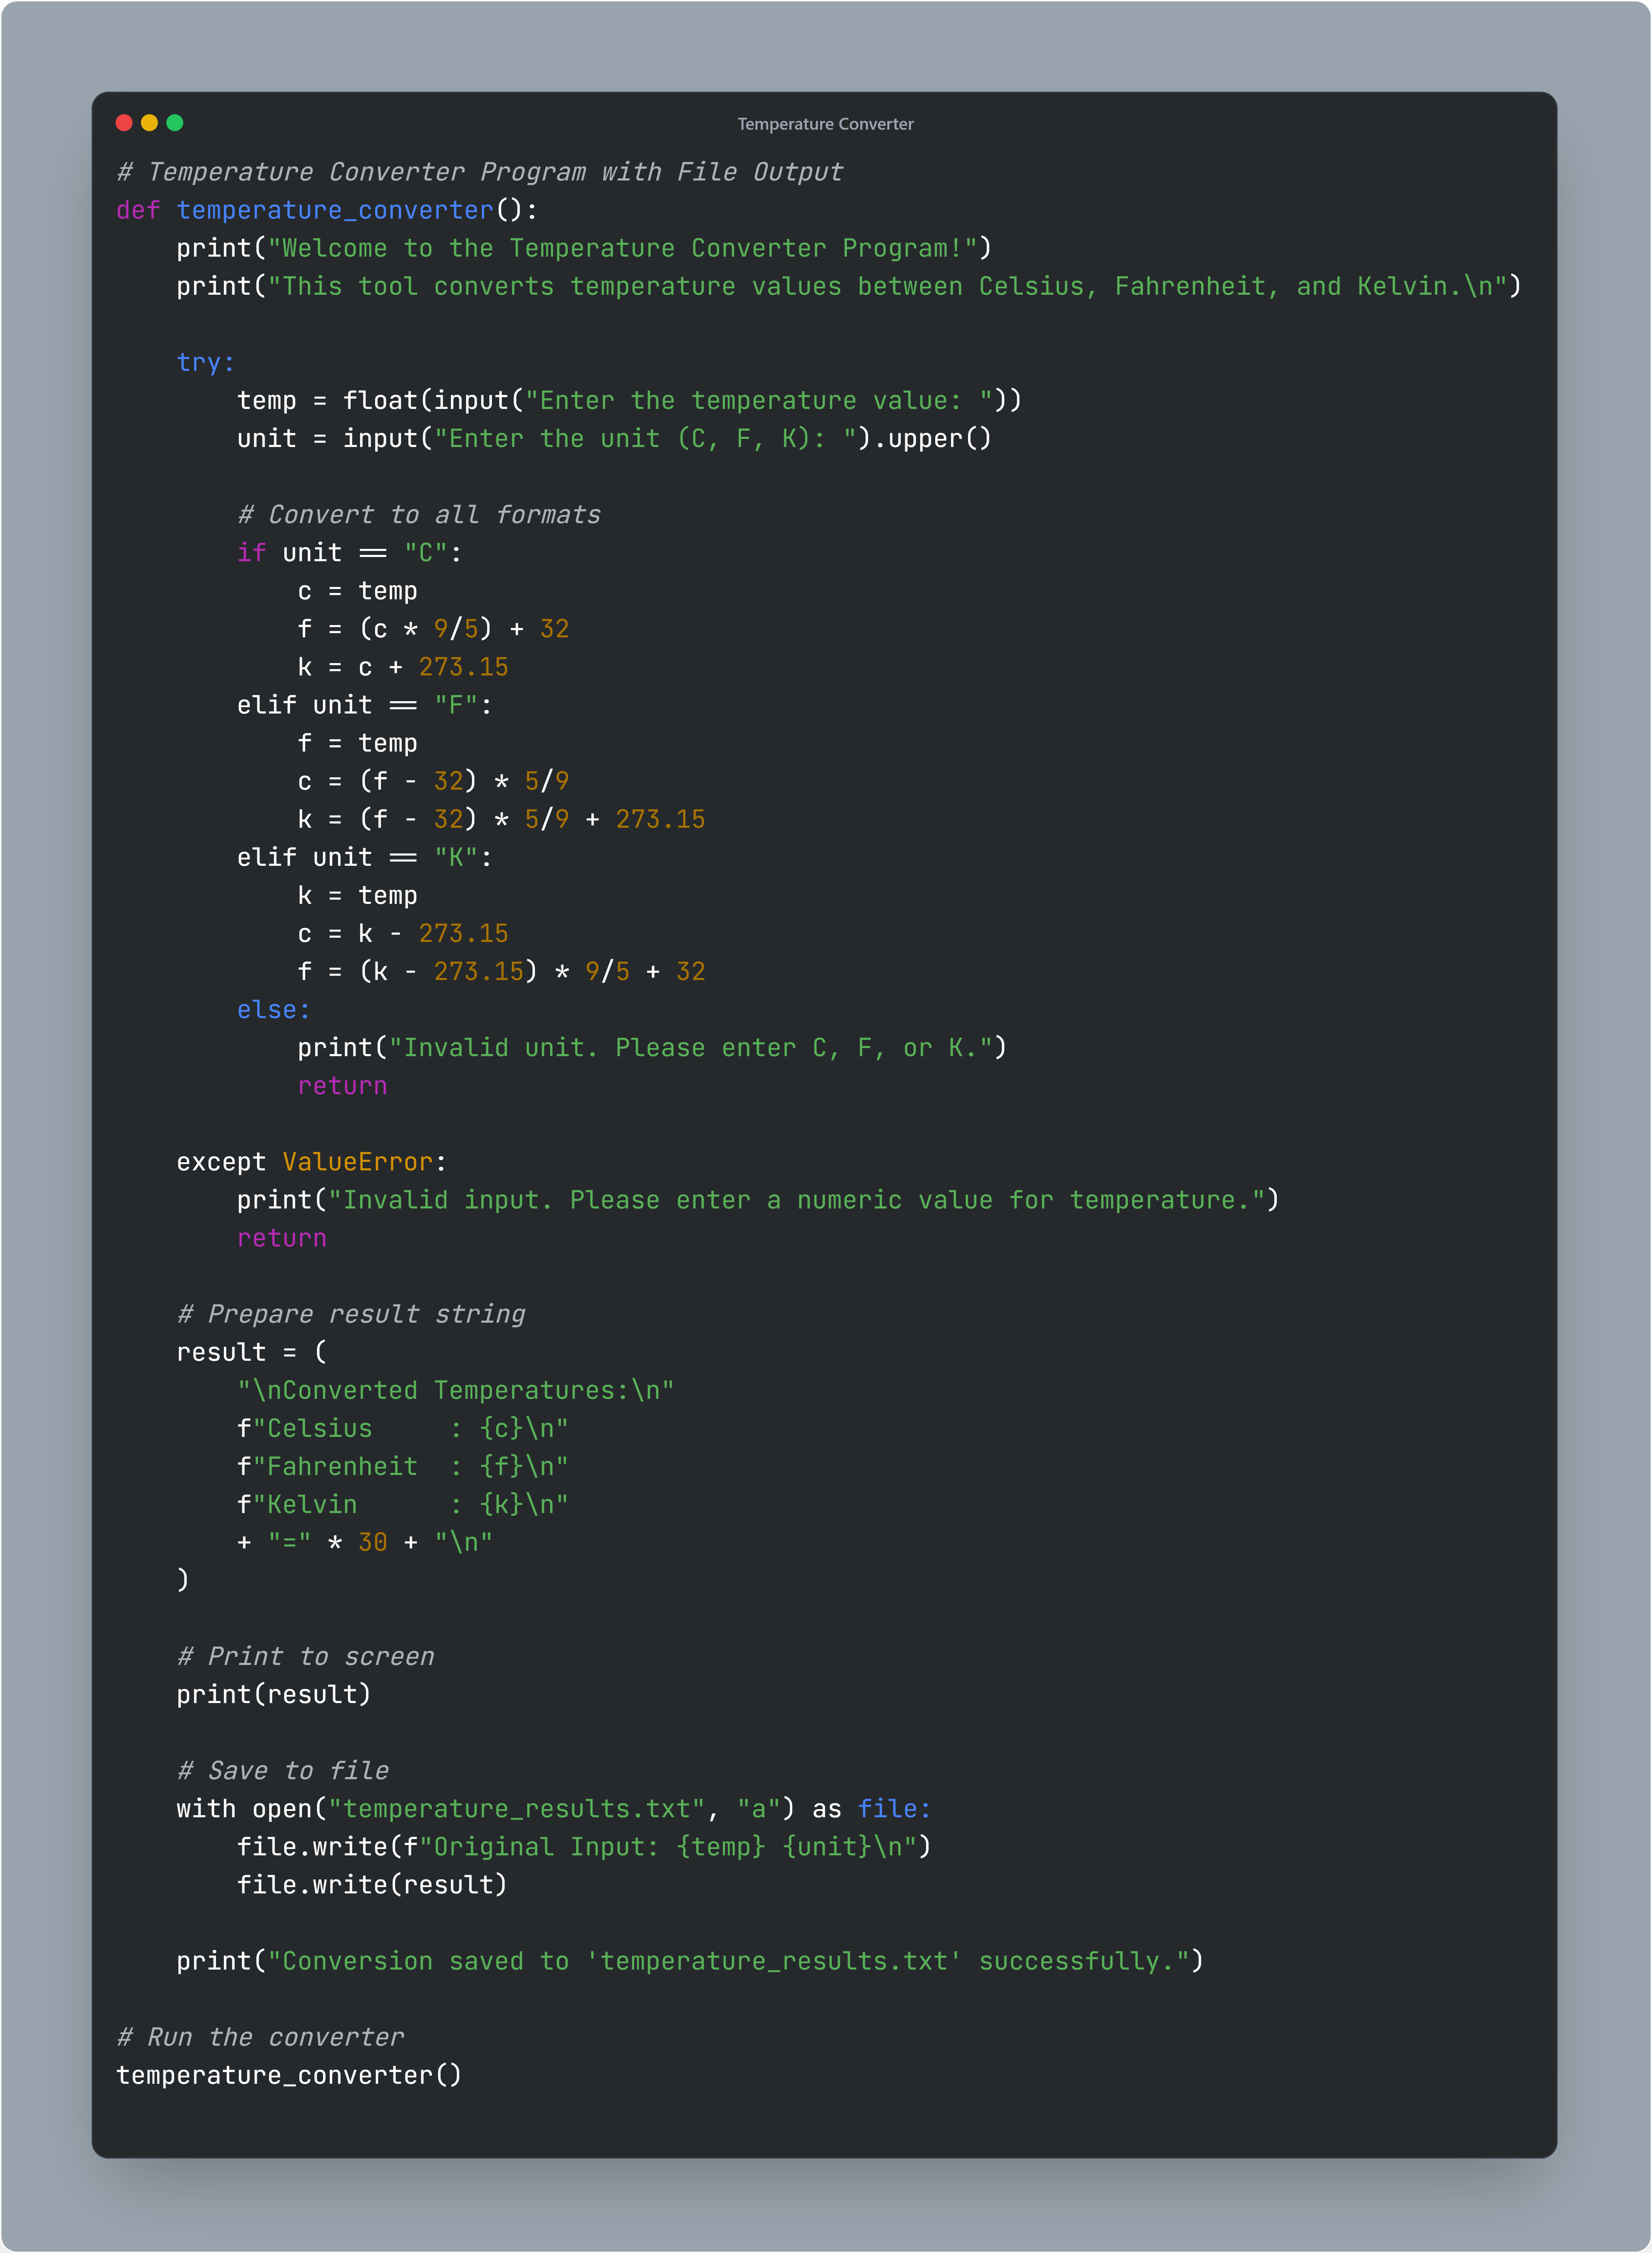 Temperature Converter
# Temperature Converter Program with File Output
def temperature_converter():
    print("Welcome to the Temperature Converter Program!")
    print("This tool converts temperature values between Celsius, Fahrenheit, and Kelvin.\n")

    try:
        temp = float(input("Enter the temperature value: "))
        unit = input("Enter the unit (C, F, K): ").upper()

        # Convert to all formats
        if unit == "C":
            c = temp
            f = (c * 9/5) + 32
            k = c + 273.15
        elif unit == "F":
            f = temp
            c = (f - 32) * 5/9
            k = (f - 32) * 5/9 + 273.15
        elif unit == "K":
            k = temp
            c = k - 273.15
            f = (k - 273.15) * 9/5 + 32
        else:
            print("Invalid unit. Please enter C, F, or K.")
            return

    except ValueError:
        print("Invalid input. Please enter a numeric value for temperature.")
        return

    # Prepare result string
    result = (
        "\nConverted Temperatures:\n"
        f"Celsius     : {c}\n"
        f"Fahrenheit  : {f}\n"
        f"Kelvin      : {k}\n"
        + "=" * 30 + "\n"
    )

    # Print to screen
    print(result)

    # Save to file
    with open("temperature_results.txt", "a") as file:
        file.write(f"Original Input: {temp} {unit}\n")
        file.write(result)

    print("Conversion saved to 'temperature_results.txt' successfully.")

# Run the converter
temperature_converter()